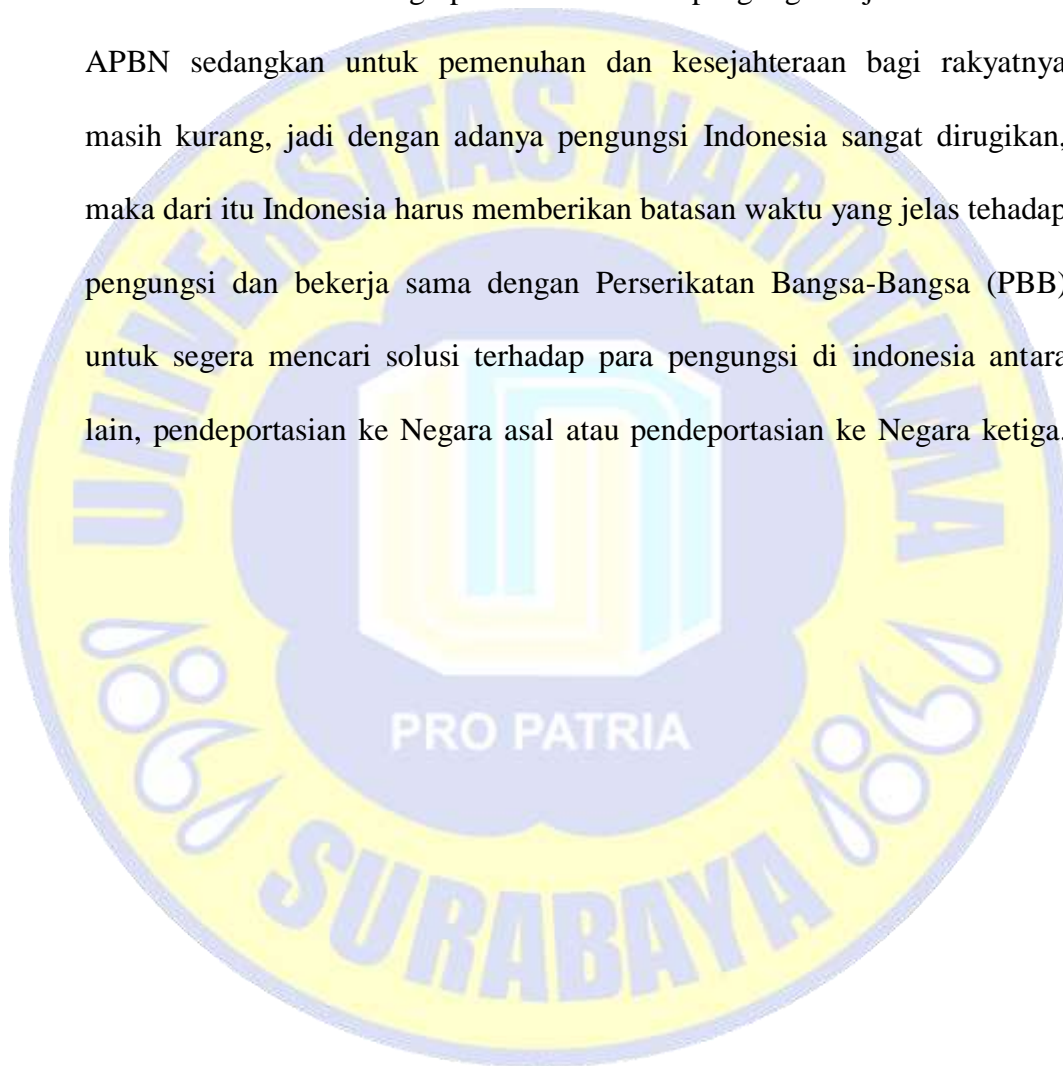 APBN sedangkan untuk pemenuhan dan kesejahteraan bagi rakyatnya
masih kurang, jadi dengan adanya pengungsi Indonesia sangat dirugikan,
maka dari itu Indonesia harus memberikan batasan waktu yang jelas tehadap
pengungsi dan bekerja sama dengan Perserikatan Bangsa-Bangsa (PBB)
untuk segera mencari solusi terhadap para pengungsi di indonesia antara
lain, pendeportasian ke Negara asal atau pendeportasian ke Negara ketiga.
UNIVERSITAS NAROTAMA
PRO PATRIA
SURABAYA